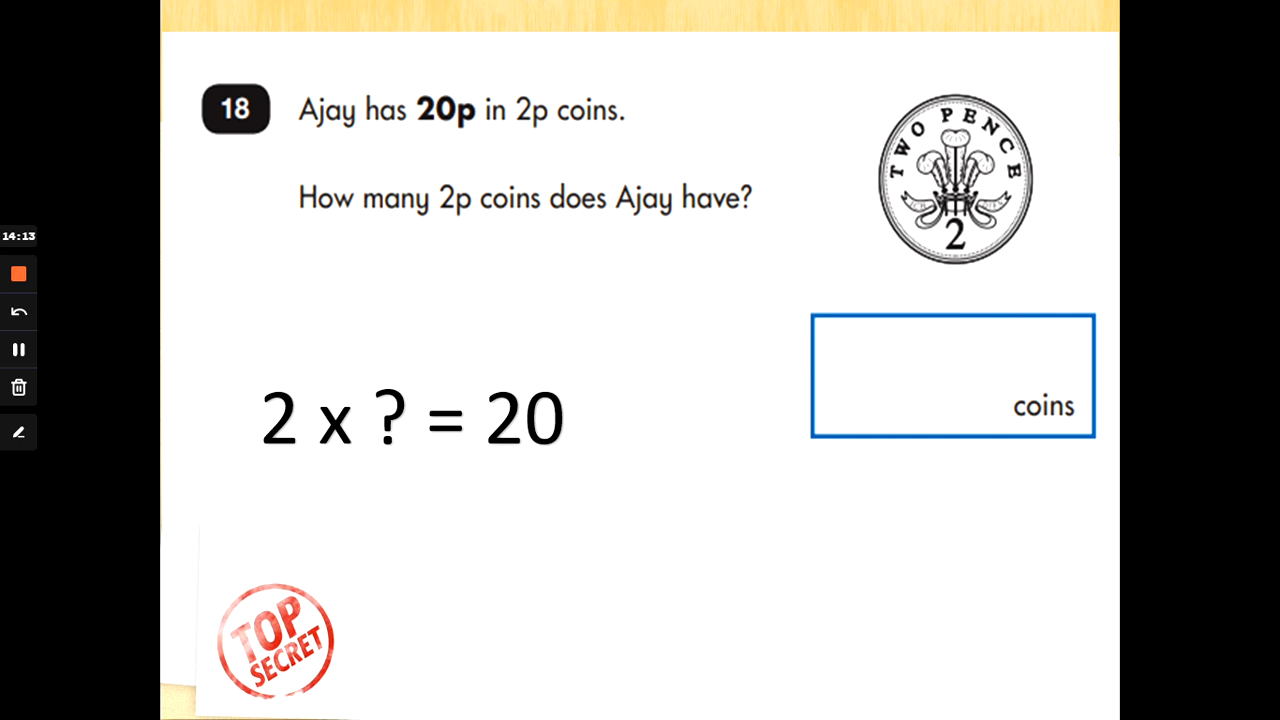 18 Ajay has 20p in 2p coins.
How many 2p coins does Ajay have?
TWO PENCE
2
14:13
coins
2 x ? = 20
TOP
SECRET